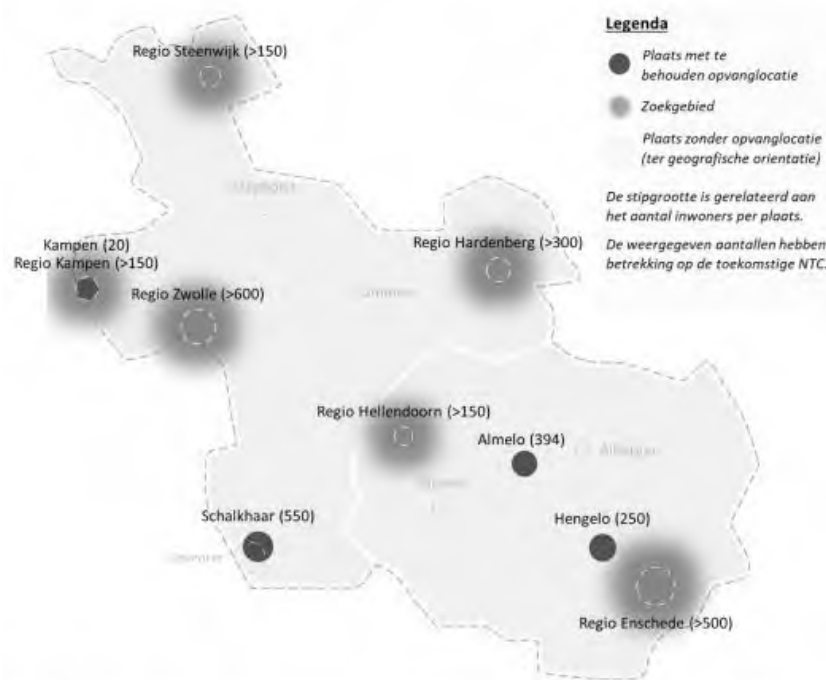 Legenda
Plaats met te
behouden opvanglocatie
Zoekgebied
Plaats zonder opvanglocatie
(ter geografische orientatie)
De stipgrootte is gerelateerd aan
het aantal inwoners per plaats.
De weergegeven aantallen hebben
betrekking op de toekomstige NTC.
Regio Steenwijk (>150)
Kampen (20)
Regio Kampen (>150)
Regio Zwolle (>600)
Regio Hardenberg (>300)
Regio Hellendoorn (>150)
Almelo (394)
Schalkhaar (550)
Hengelo (250)
Regio Enschede (>500)